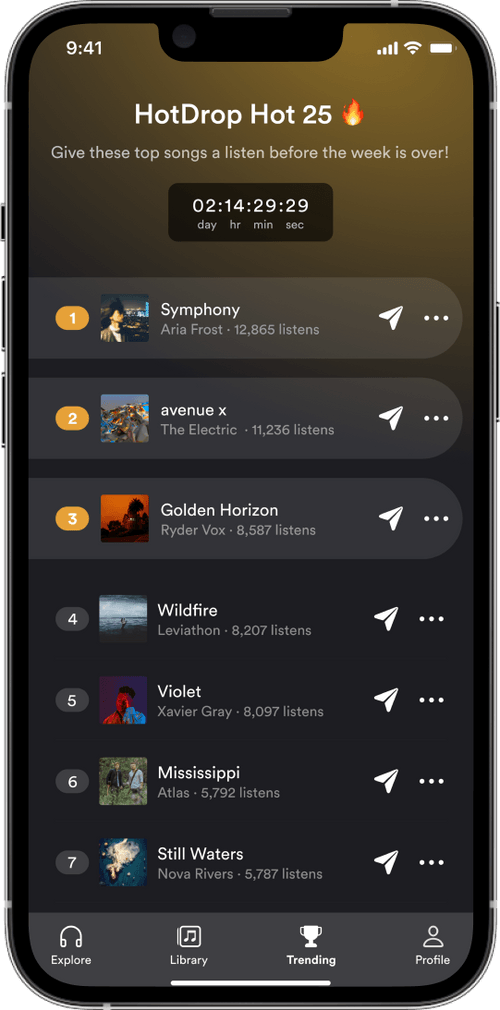 9:41
HotDrop Hot 25 🔥
Give these top songs a listen before the week is over!
02:14:29:29
day hr min sec
1
Symphony
Aria Frost · 12,865 listens
2
avenue x
The Electric · 11,236 listens
3
Golden Horizon
Ryder Vox · 8,587 listens
4
Wildfire
Leviathon · 8,207 listens
5
Violet
Xavier Gray · 8,097 listens
6
Mississippi
Atlas · 5,792 listens
7
Still Waters
Nova Rivers · 5,787 listens
Explore Library Trending Profile